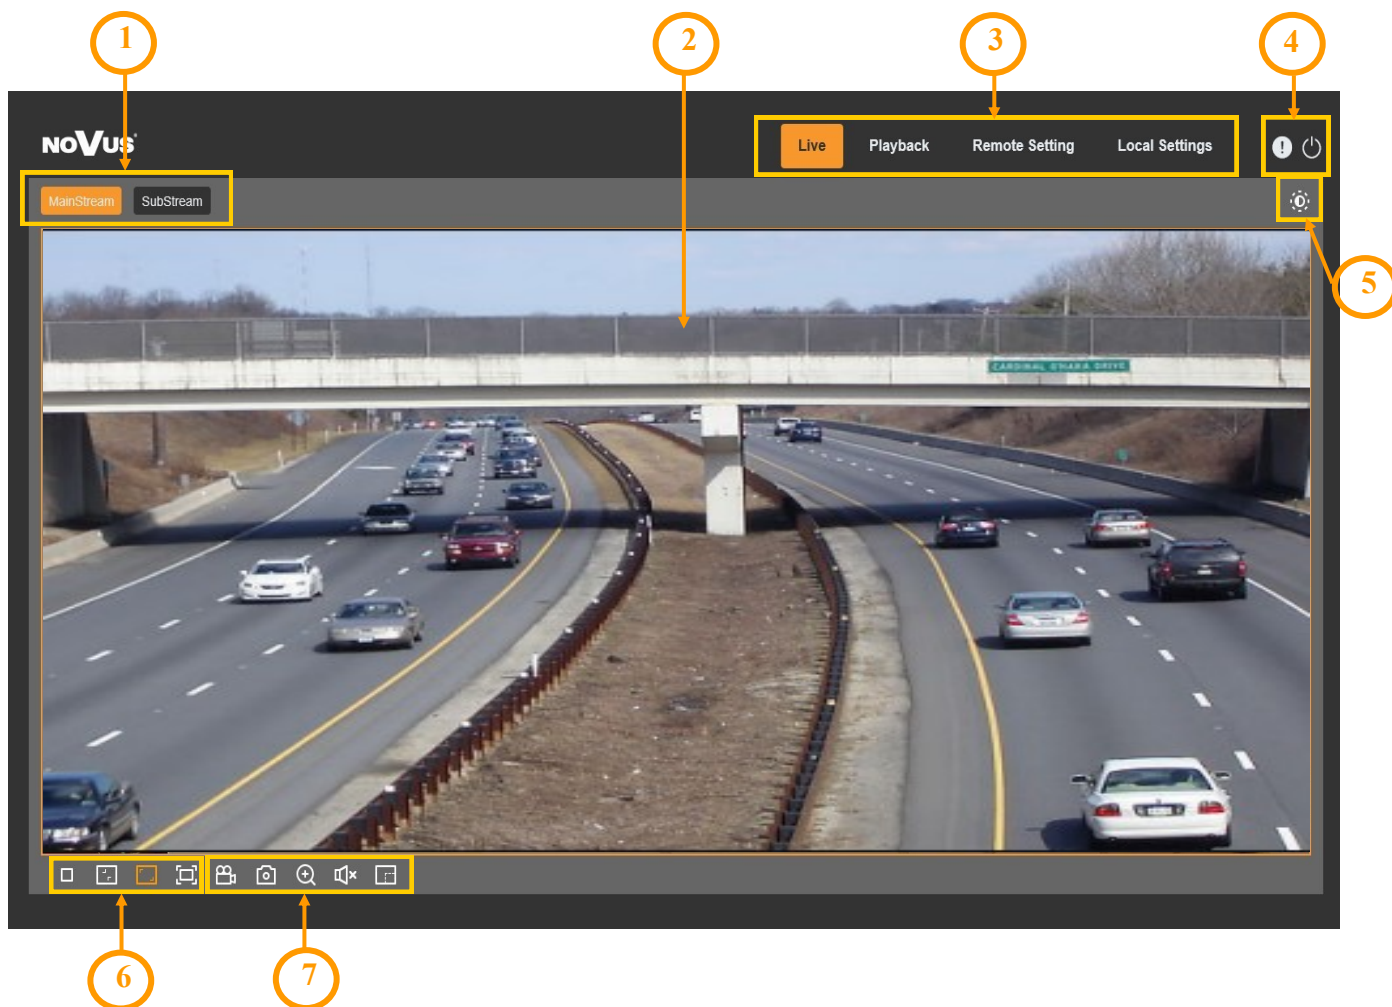 1 2 3 4
NOVUS
Live Playback Remote Setting Local Settings
MainStream SubStream
5
CARDINAL O'HARA DRIVE
6 7